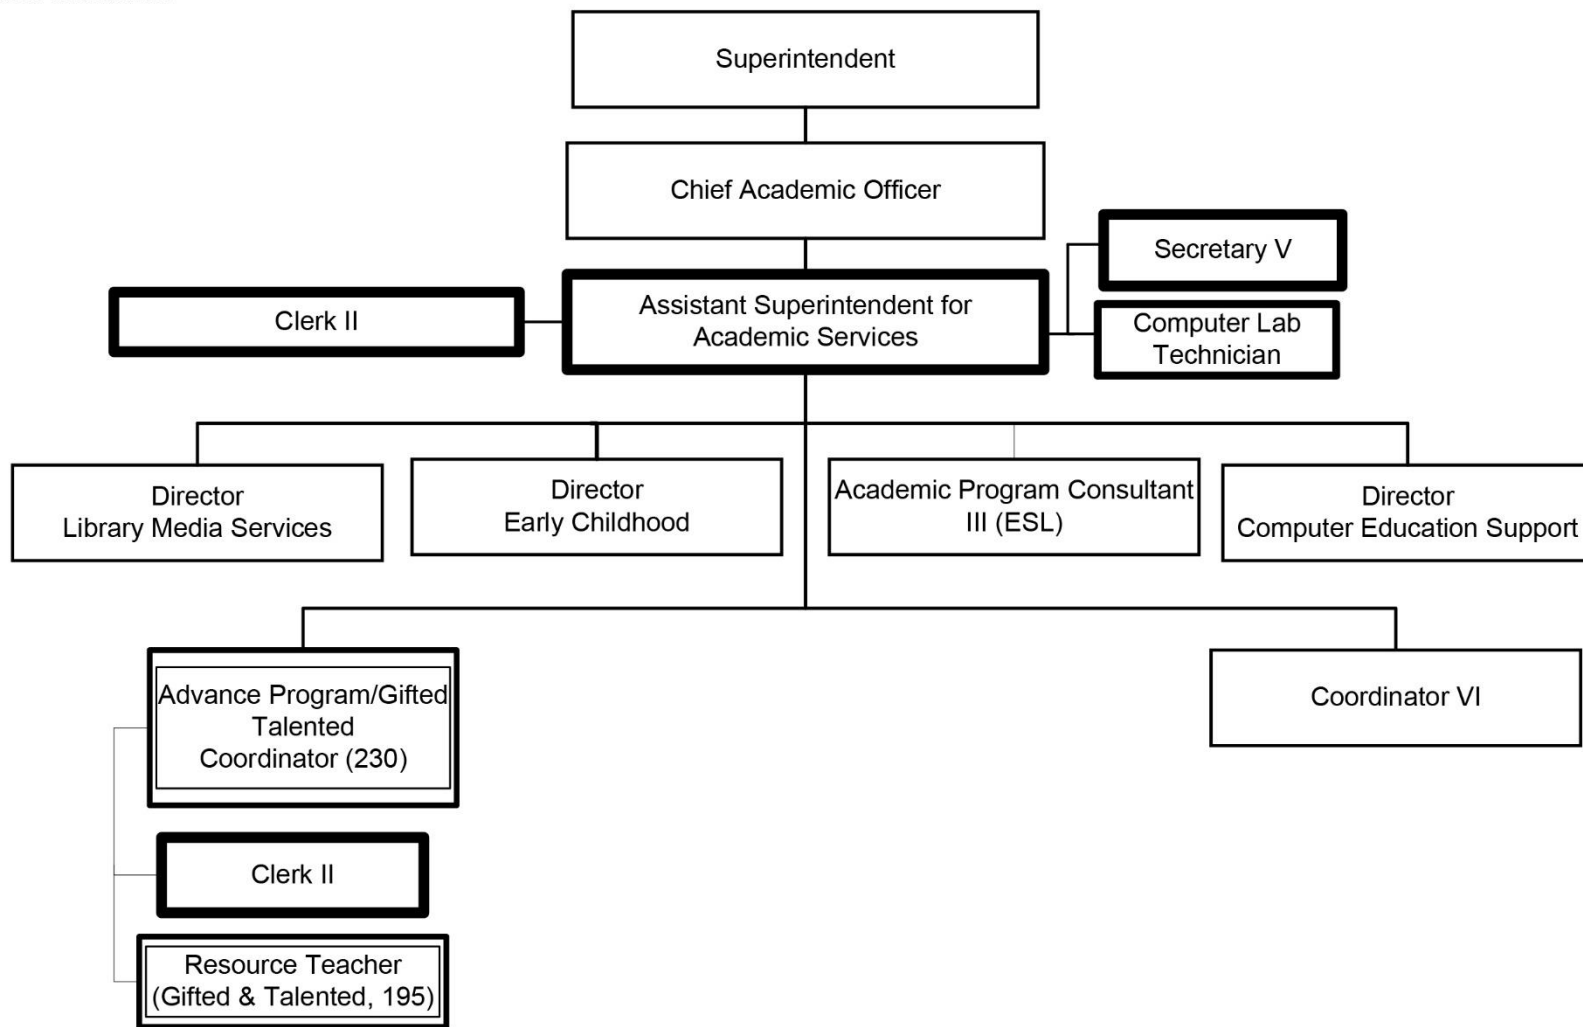 Superintendent
Chief Academic Officer
Secretary V
Clerk II
Assistant Superintendent for
Academic Services
Computer Lab
Technician
Director
Library Media Services
Director
Early Childhood
Academic Program Consultant
III (ESL)
Director
Computer Education Support
Advance Program/Gifted
Talented
Coordinator (230)
Coordinator VI
Clerk II
Resource Teacher
(Gifted & Talented, 195)